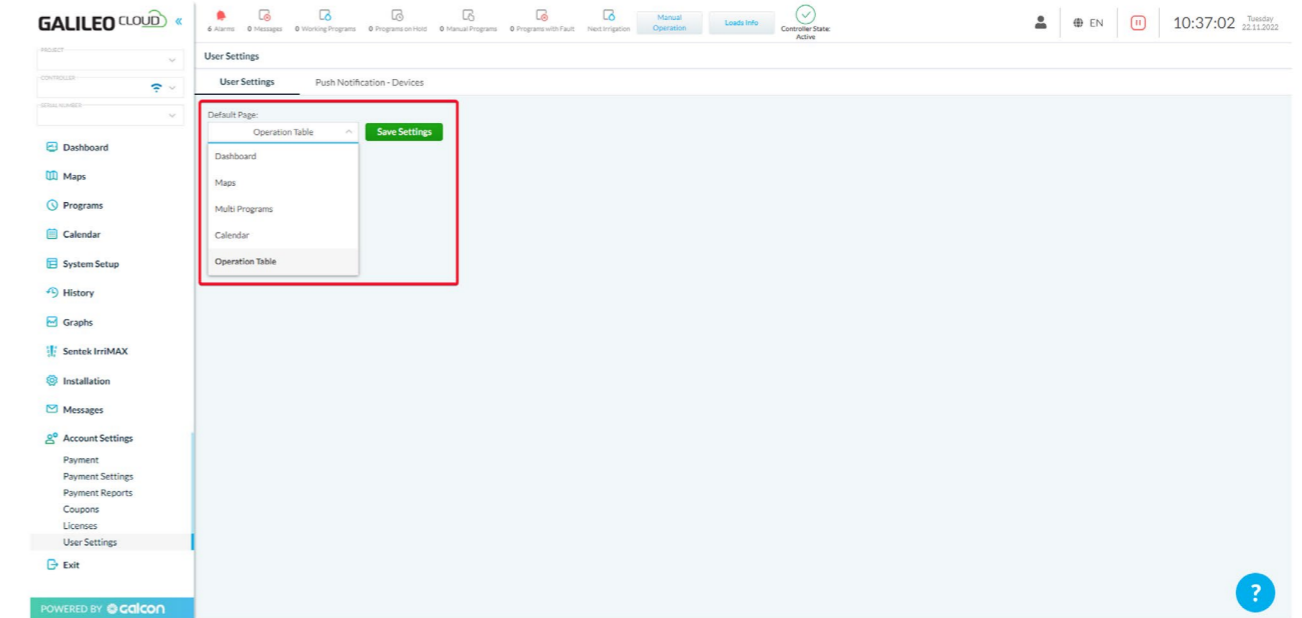 GALILEO CLOUD «
6 Alarms
0 Messages
0 Working Programs
0 Programs on Hold
0 Manual Programs
0 Programs with Fault
Next Irrigation
Manual
Operation
Loads Info
Controller State:
Active
EN
10:37:02
Tuesday
22.11.2022
PROJECT
CONTROLLER
SERIAL NUMBER
Dashboard
Maps
Programs
Calendar
System Setup
History
Graphs
Sentek IrriMAX
Installation
Messages
Account Settings
Payment
Payment Settings
Payment Reports
Coupons
Licenses
User Settings
Exit
POWERED BY galcon
User Settings
User Settings
Push Notification - Devices
Default Page:
Operation Table
Save Settings
Dashboard
Maps
Multi Programs
Calendar
Operation Table
?